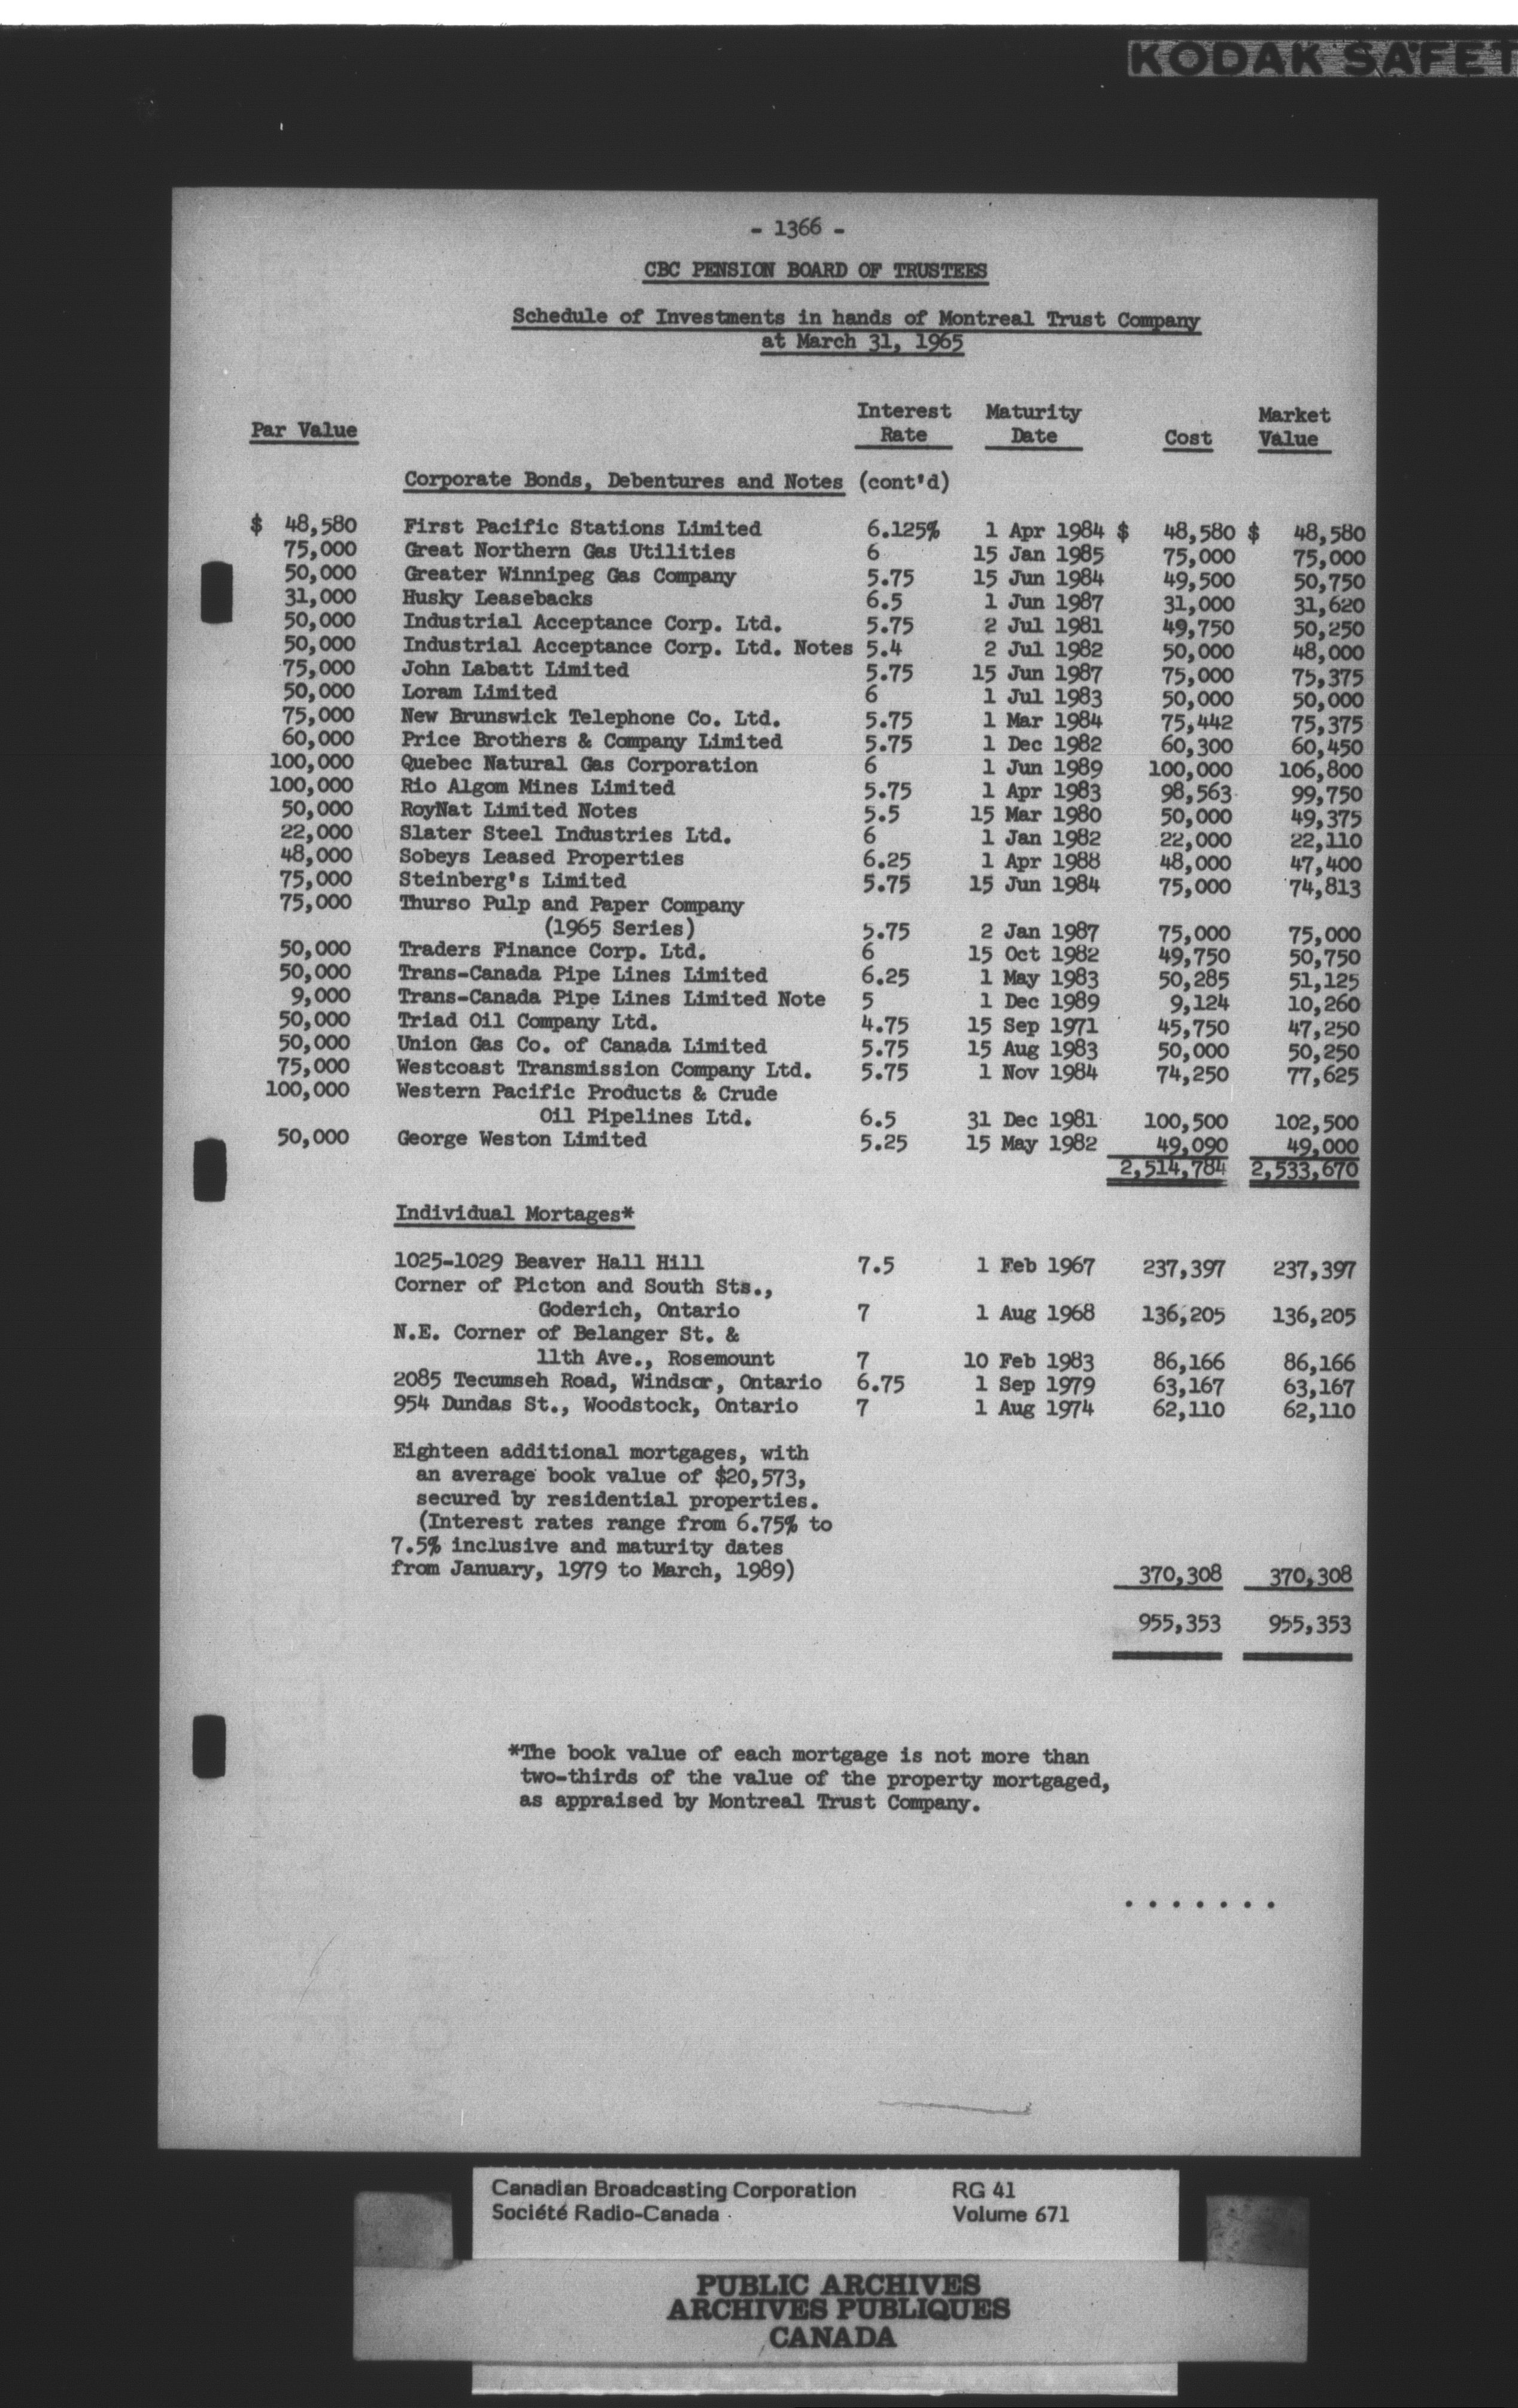 KODAK SAFET
- 1366 -
CBC PENSION BOARD OF TRUSTEES
Schedule of Investments in hands of Montreal Trust Company
at March 31, 1965
Par Value Interest Rate Maturity Date Cost Market Value
Corporate Bonds, Debentures and Notes (cont'd)
$ 48,580 First Pacific Stations Limited 6.125% 1 Apr 1984 $ 48,580 $ 48,580
75,000 Great Northern Gas Utilities 6 15 Jan 1985 75,000 75,000
50,000 Greater Winnipeg Gas Company 5.75 15 Jun 1984 49,500 50,750
31,000 Husky Leasebacks 6.5 1 Jun 1987 31,000 31,620
50,000 Industrial Acceptance Corp. Ltd. 5.75 2 Jul 1981 49,750 50,250
50,000 Industrial Acceptance Corp. Ltd. Notes 5.4 2 Jul 1982 50,000 48,000
75,000 John Labatt Limited 5.75 15 Jun 1987 75,000 75,375
50,000 Loram Limited 6 1 Jul 1983 50,000 50,000
75,000 New Brunswick Telephone Co. Ltd. 5.75 1 Mar 1984 75,442 75,375
60,000 Price Brothers & Company Limited 5.75 1 Dec 1982 60,300 60,450
100,000 Quebec Natural Gas Corporation 6 1 Jun 1989 100,000 106,800
100,000 Rio Algom Mines Limited 5.75 1 Apr 1983 98,563 99,750
50,000 RoyNat Limited Notes 5.5 15 Mar 1980 50,000 49,375
22,000 Slater Steel Industries Ltd. 6 1 Jan 1982 22,000 22,110
48,000 Sobeys Leased Properties 6.25 1 Apr 1988 48,000 47,400
75,000 Steinberg's Limited 5.75 15 Jun 1984 75,000 74,813
75,000 Thurso Pulp and Paper Company
(1965 Series) 5.75 2 Jan 1987 75,000 75,000
50,000 Traders Finance Corp. Ltd. 6 15 Oct 1982 49,750 50,750
50,000 Trans-Canada Pipe Lines Limited 6.25 1 May 1983 50,285 51,125
9,000 Trans-Canada Pipe Lines Limited Note 5 1 Dec 1989 9,124 10,260
50,000 Triad Oil Company Ltd. 4.75 15 Sep 1971 45,750 47,250
50,000 Union Gas Co. of Canada Limited 5.75 15 Aug 1983 50,000 50,250
75,000 Westcoast Transmission Company Ltd. 5.75 1 Nov 1984 74,250 77,625
100,000 Western Pacific Products & Crude
Oil Pipelines Ltd. 6.5 31 Dec 1981 100,500 102,500
50,000 George Weston Limited 5.25 15 May 1982 49,090 49,000
2,514,784 2,533,670
Individual Mortages*
1025-1029 Beaver Hall Hill 7.5 1 Feb 1967 237,397 237,397
Corner of Picton and South Sts.,
Goderich, Ontario 7 1 Aug 1968 136,205 136,205
N.E. Corner of Belanger St. &
11th Ave., Rosemount 7 10 Feb 1983 86,166 86,166
2085 Tecumseh Road, Windsor, Ontario 6.75 1 Sep 1979 63,167 63,167
954 Dundas St., Woodstock, Ontario 7 1 Aug 1974 62,110 62,110
Eighteen additional mortgages, with
an average book value of $20,573,
secured by residential properties.
(Interest rates range from 6.75% to
7.5% inclusive and maturity dates
from January, 1979 to March, 1989) 370,308 370,308
955,353 955,353
*The book value of each mortgage is not more than
two-thirds of the value of the property mortgaged,
as appraised by Montreal Trust Company.
. . . . . . .
Canadian Broadcasting Corporation RG 41
Société Radio-Canada Volume 671
PUBLIC ARCHIVES
ARCHIVES PUBLIQUES
CANADA